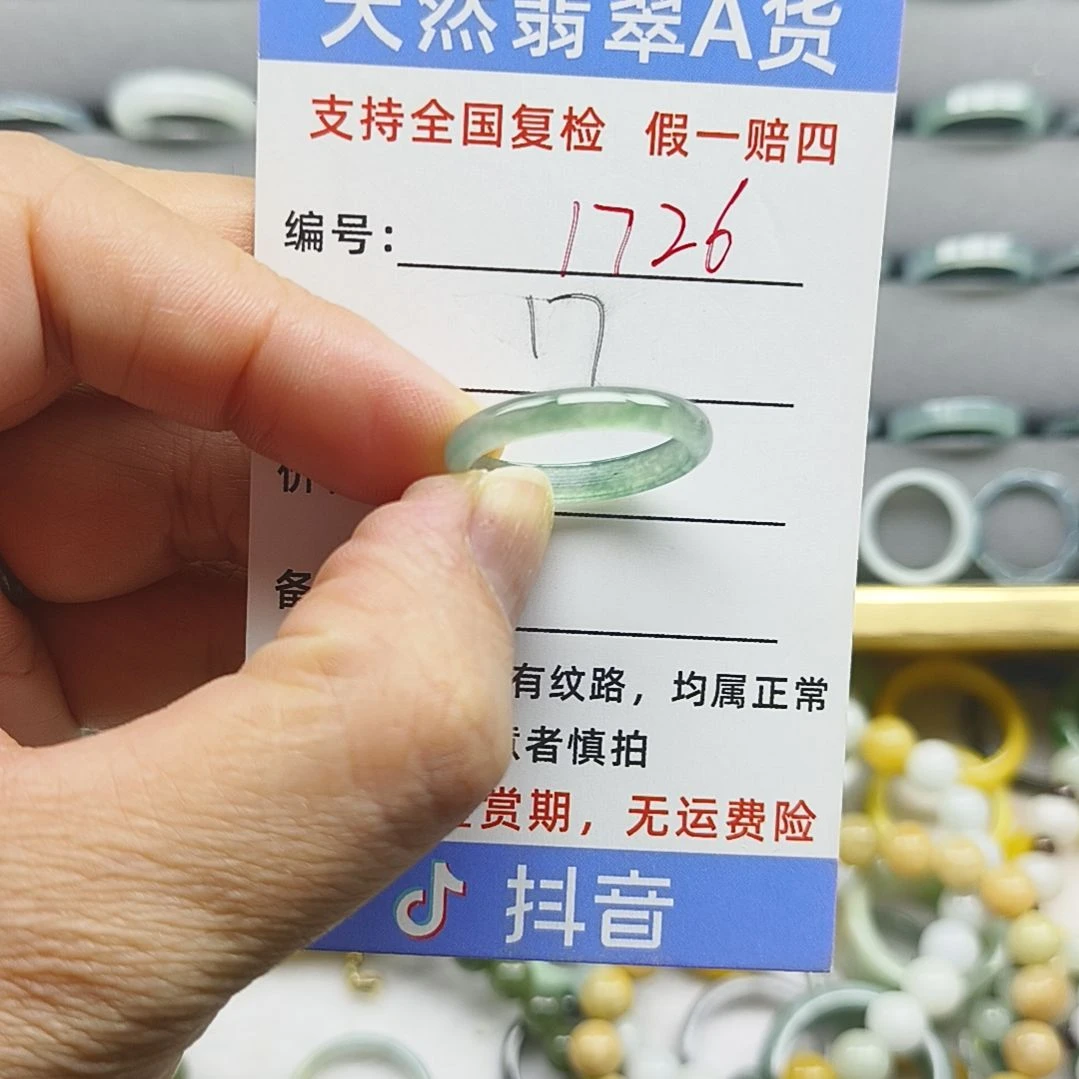 天然翡翠A货
支持全国复检 假一赔四
编号: 1726
17
备
有纹路，均属正常
者慎拍
赏期，无运费险
抖音